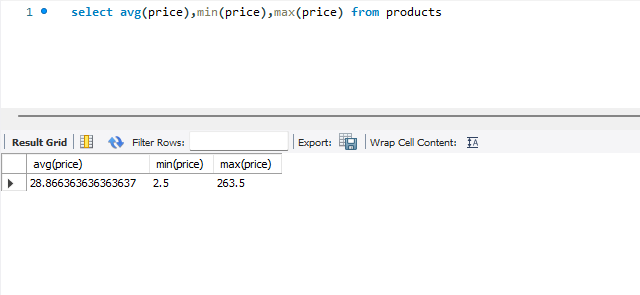 1 select avg(price),min(price),max(price) from products
Result Grid Filter Rows: Export: Wrap Cell Content:
avg(price) min(price) max(price)
28.866363636363637 2.5 263.5